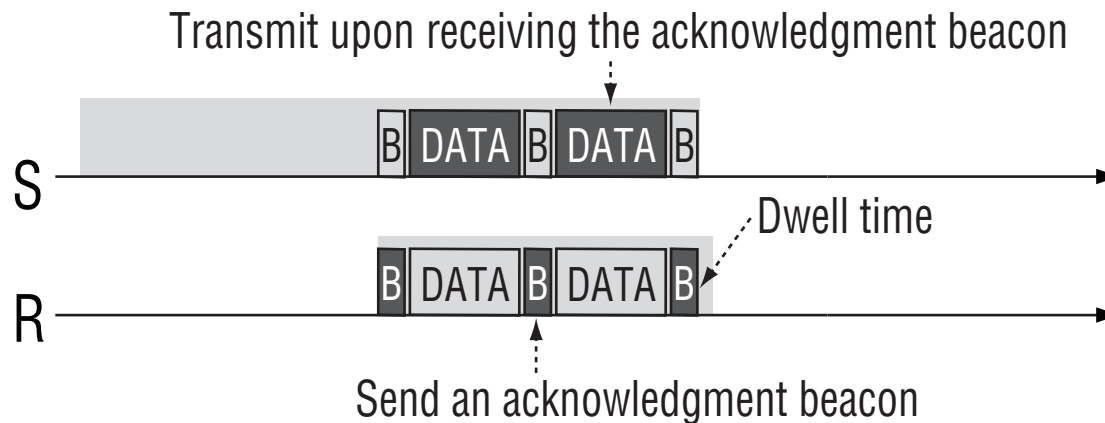 Transmit upon receiving the acknowledgment beacon
S
B DATA B DATA B
Dwell time
R
B DATA B DATA B
Send an acknowledgment beacon